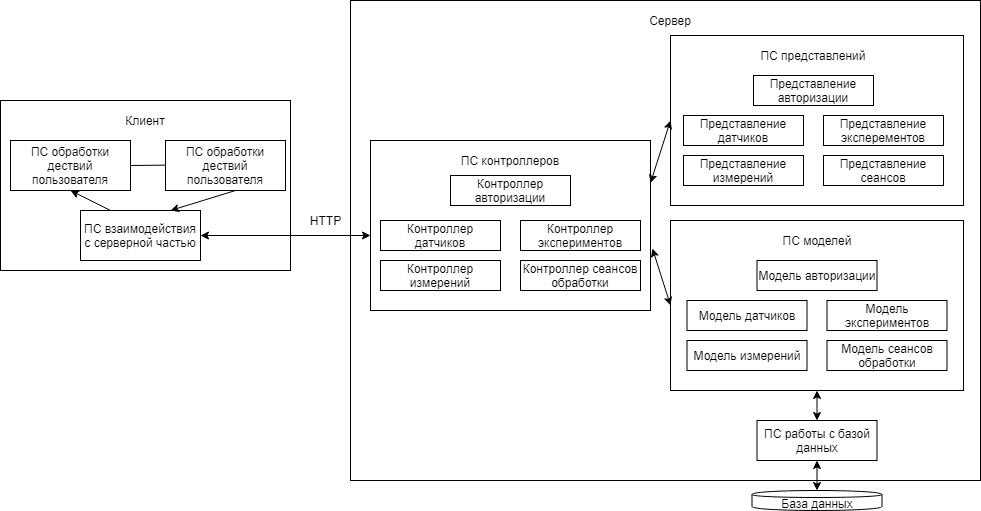 Сервер
ПС представлений
Представление
авторизации
Представление
датчиков
Представление
эксперементов
Представление
измерений
Представление
сеансов
Клиент
ПС обработки
дествий
пользователя
ПС обработки
дествий
пользователя
ПС взаимодействия
с серверной частью
HTTP
ПС контроллеров
Контроллер
авторизации
Контроллер
датчиков
Контроллер
экспериментов
Контроллер
измерений
Контроллер сеансов
обработки
ПС моделей
Модель авторизации
Модель датчиков
Модель
экспериментов
Модель измерений
Модель сеансов
обработки
ПС работы с базой
данных
База данных